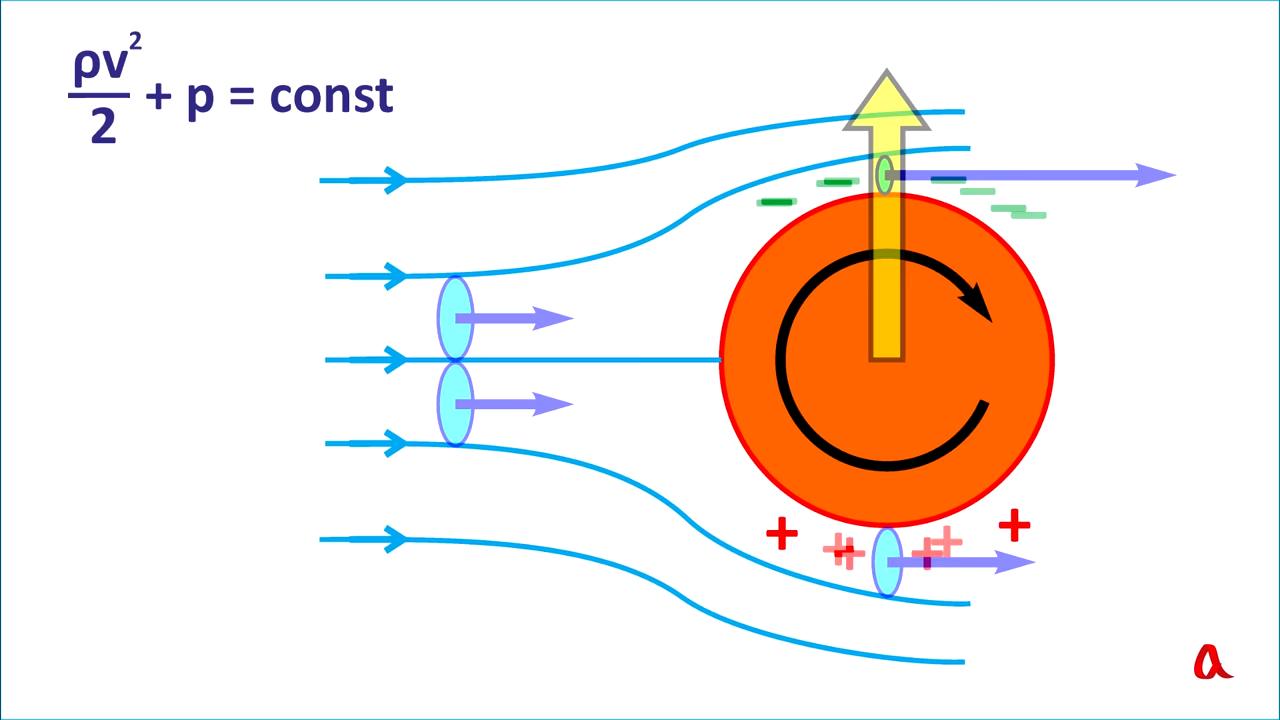 ρv²/2 + p = const
a